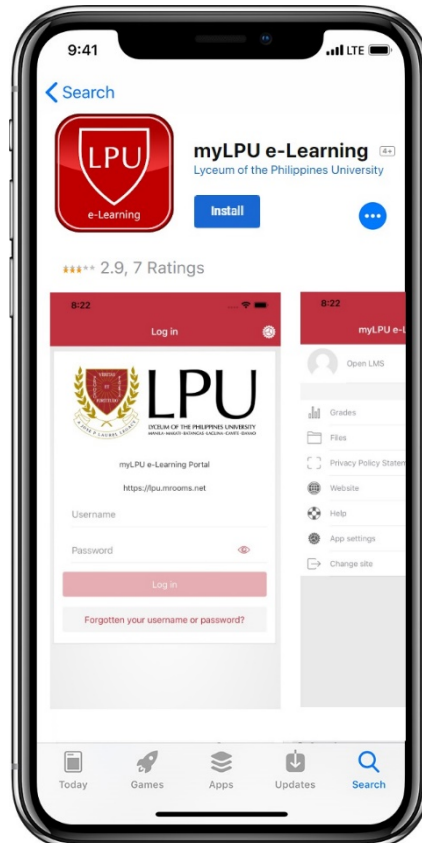 9:41
LTE
Search
LPU
e-Learning
myLPU e-Learning 4+
Lyceum of the Philippines University
Install
2.9, 7 Ratings
8:22
Log in
LPU
LYCEUM OF THE PHILIPPINES UNIVERSITY
MANILA • MAKATI • BATANGAS • LAGUNA • CAVITE • DAVAO
myLPU e-Learning Portal
https://lpu.mrooms.net
Username
Password
Log in
Forgotten your username or password?
8:22
myLPU e-L
Open LMS
Grades
Files
Privacy Policy Statem
Website
Help
App settings
Change site
Today
Games
Apps
Updates
Search